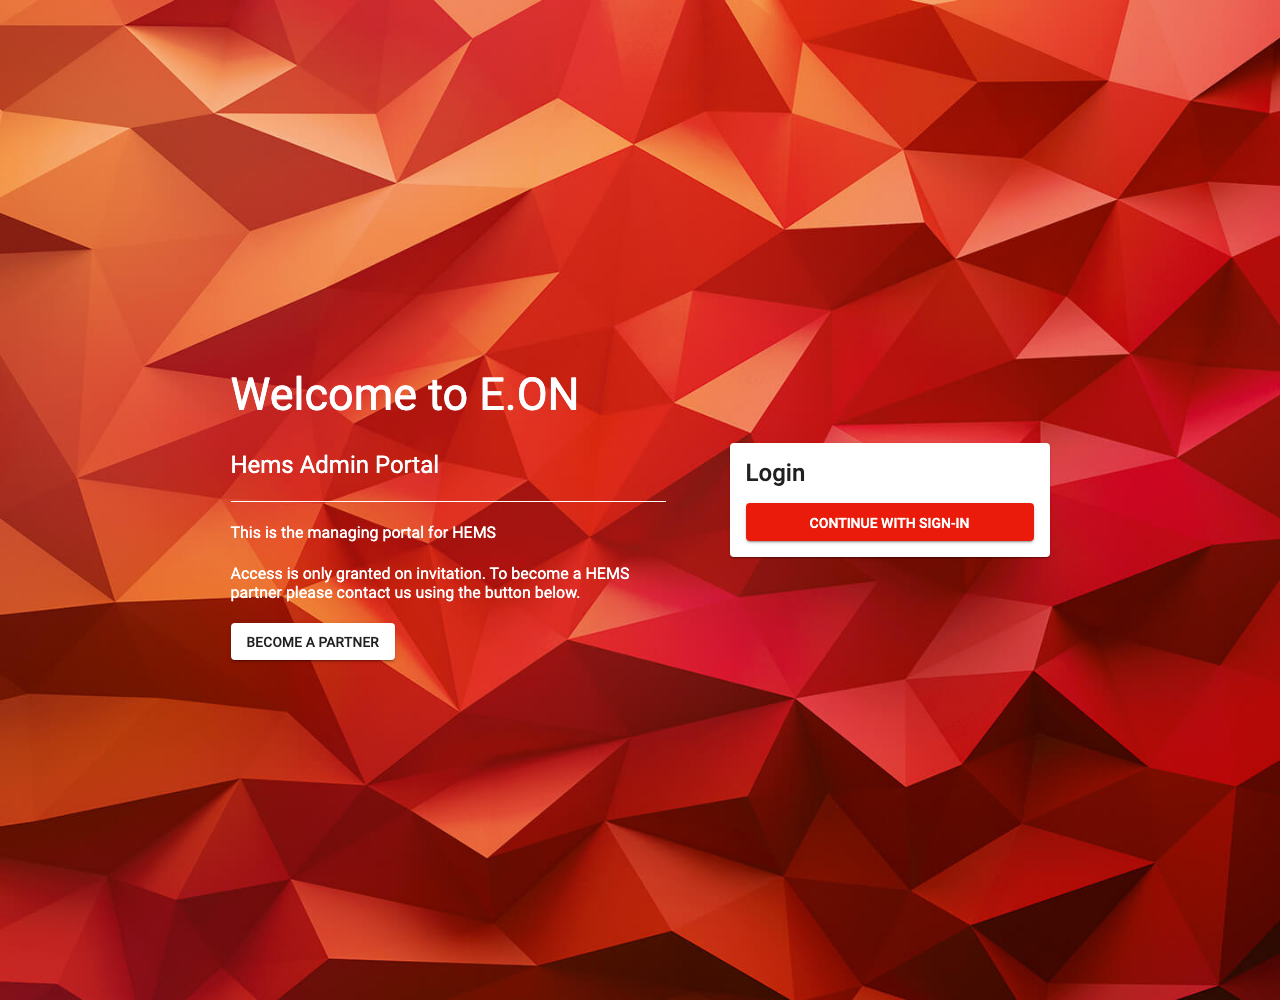 Welcome to E.ON
Hems Admin Portal
This is the managing portal for HEMS
Access is only granted on invitation. To become a HEMS
partner please contact us using the button below.
BECOME A PARTNER
Login
CONTINUE WITH SIGN-IN